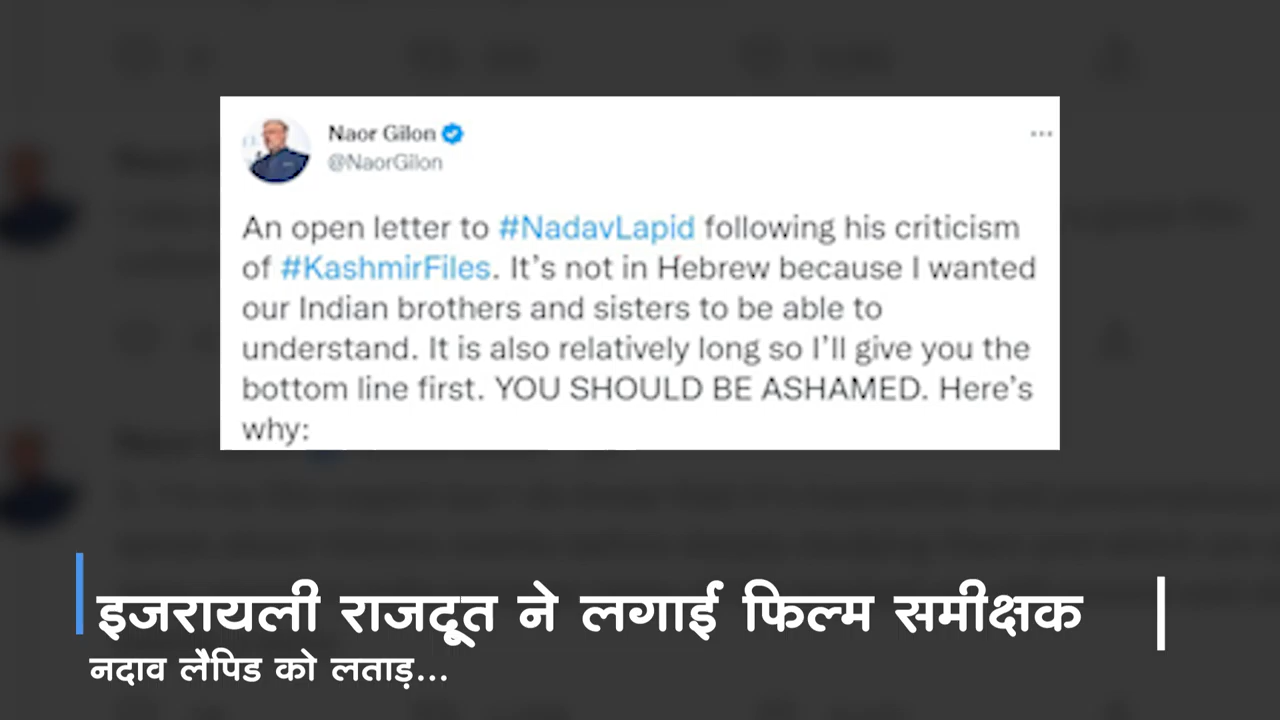 Naor Gilon
@NaorGilon
An open letter to #NadavLapid following his criticism
of #KashmirFiles. It's not in Hebrew because I wanted
our Indian brothers and sisters to be able to
understand. It is also relatively long so I'll give you the
bottom line first. YOU SHOULD BE ASHAMED. Here's
why:
इजरायली राजदूत ने लगाई फिल्म समीक्षक
नदाव लैपिड को लताड़...